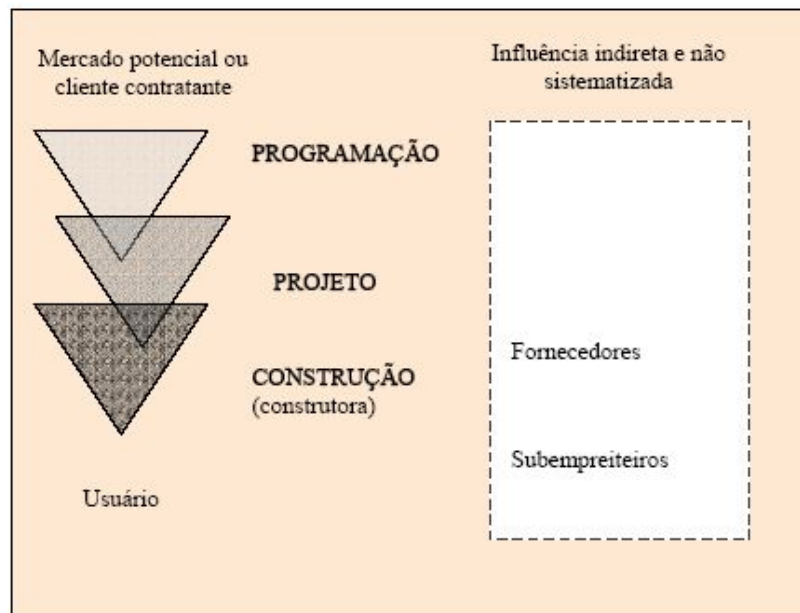 Mercado potencial ou
cliente contratante
PROGRAMAÇÃO
PROJETO
CONSTRUÇÃO
(construtora)
Usuário
Influência indireta e não
sistematizada
Fornecedores
Subempreiteiros